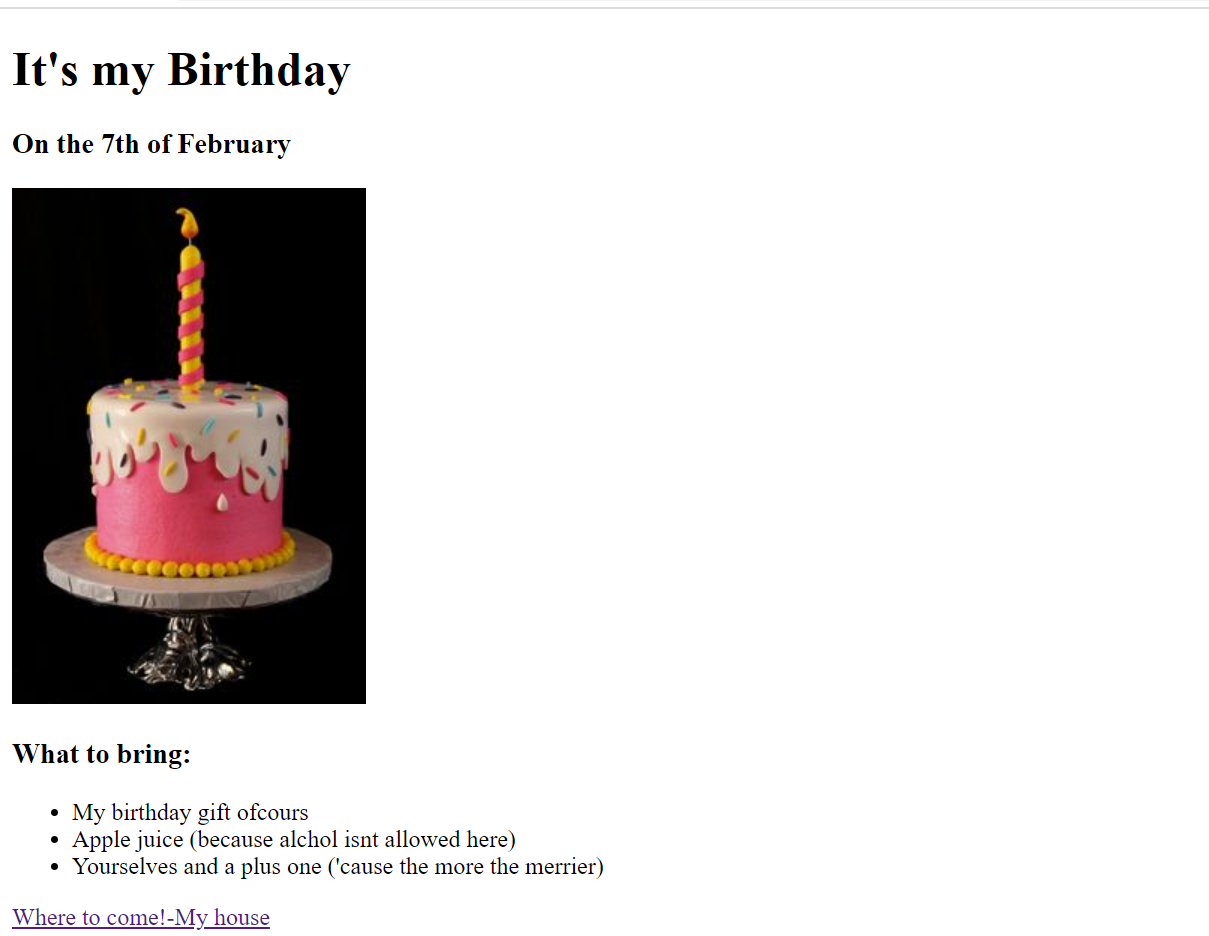 It's my Birthday
On the 7th of February
What to bring:
My birthday gift ofcours
Apple juice (because alchol isnt allowed here)
Yourselves and a plus one ('cause the more the merrier)
Where to come!-My house